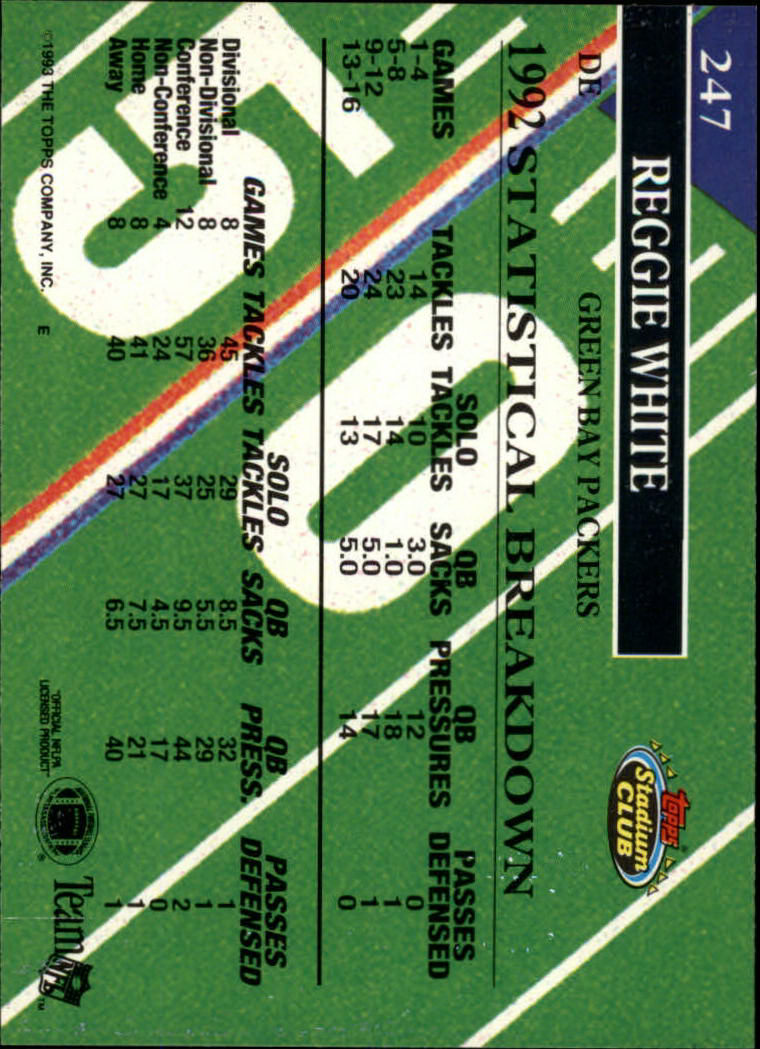 247
REGGIE WHITE
Topps
Stadium
CLUB
®
DE GREEN BAY PACKERS
1992 STATISTICAL BREAKDOWN
SOLO QB QB PASSES
GAMES TACKLES TACKLES SACKS PRESSURES DEFENSED
1-4 14 10 3.0 12 0
5-8 23 14 1.0 18 1
9-12 24 17 5.0 17 1
13-16 20 13 5.0 14 0
SOLO QB QB PASSES
GAMES TACKLES TACKLES SACKS PRESS. DEFENSED
Divisional 8 45 29 8.5 32 1
Non-Divisional 8 36 25 5.5 29 1
Conference 12 57 37 9.5 44 2
Non-Conference 4 24 17 4.5 17 0
Home 8 41 27 7.5 21 1
Away 8 40 27 6.5 40 1
©1993 THE TOPPS COMPANY, INC. E
"OFFICIAL NFLPA
LICENSED PRODUCT"
®
Team NFL ™
50